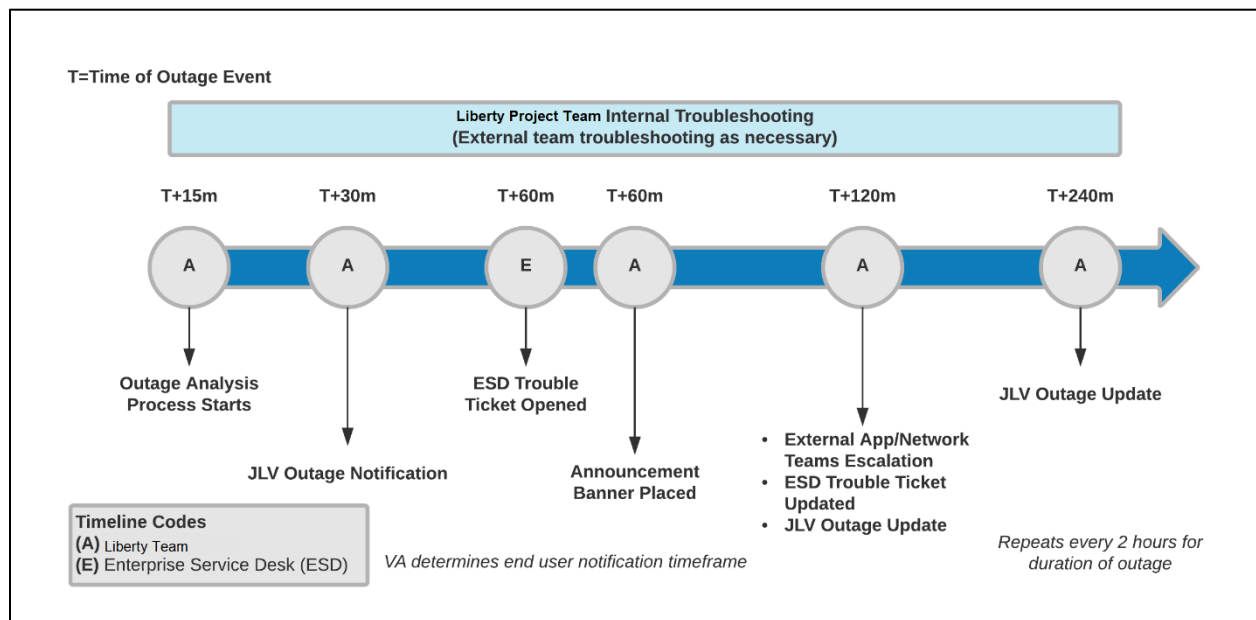 T=Time of Outage Event
Liberty Project Team Internal Troubleshooting
(External team troubleshooting as necessary)
T+15m
T+30m
T+60m
T+60m
T+120m
T+240m
A
A
E
A
A
A
Outage Analysis
Process Starts
JLV Outage Notification
ESD Trouble
Ticket Opened
Announcement
Banner Placed
• External App/Network
Teams Escalation
• ESD Trouble Ticket
Updated
• JLV Outage Update
JLV Outage Update
Timeline Codes
(A) Liberty Team
(E) Enterprise Service Desk (ESD)
VA determines end user notification timeframe
Repeats every 2 hours for
duration of outage